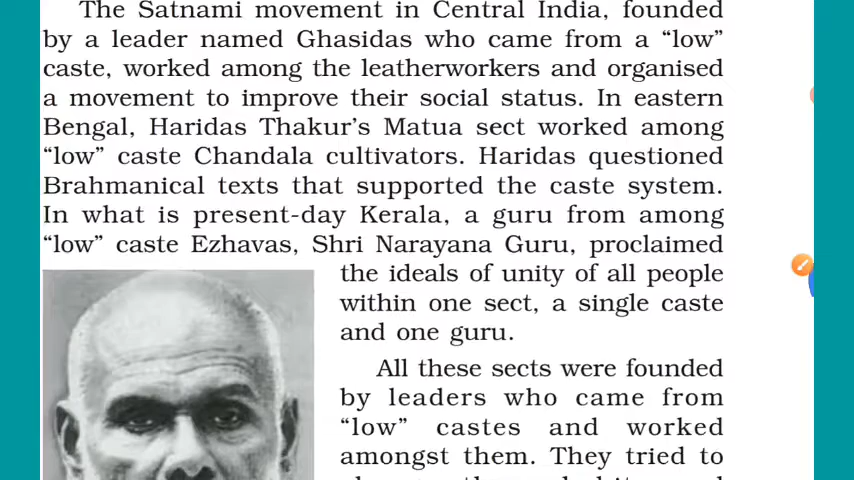 The Satnami movement in Central India, founded
by a leader named Ghasidas who came from a “low”
caste, worked among the leatherworkers and organised
a movement to improve their social status. In eastern
Bengal, Haridas Thakur’s Matua sect worked among
“low” caste Chandala cultivators. Haridas questioned
Brahmanical texts that supported the caste system.
In what is present-day Kerala, a guru from among
“low” caste Ezhavas, Shri Narayana Guru, proclaimed
the ideals of unity of all people
within one sect, a single caste
and one guru.
All these sects were founded
by leaders who came from
“low” castes and worked
amongst them. They tried to